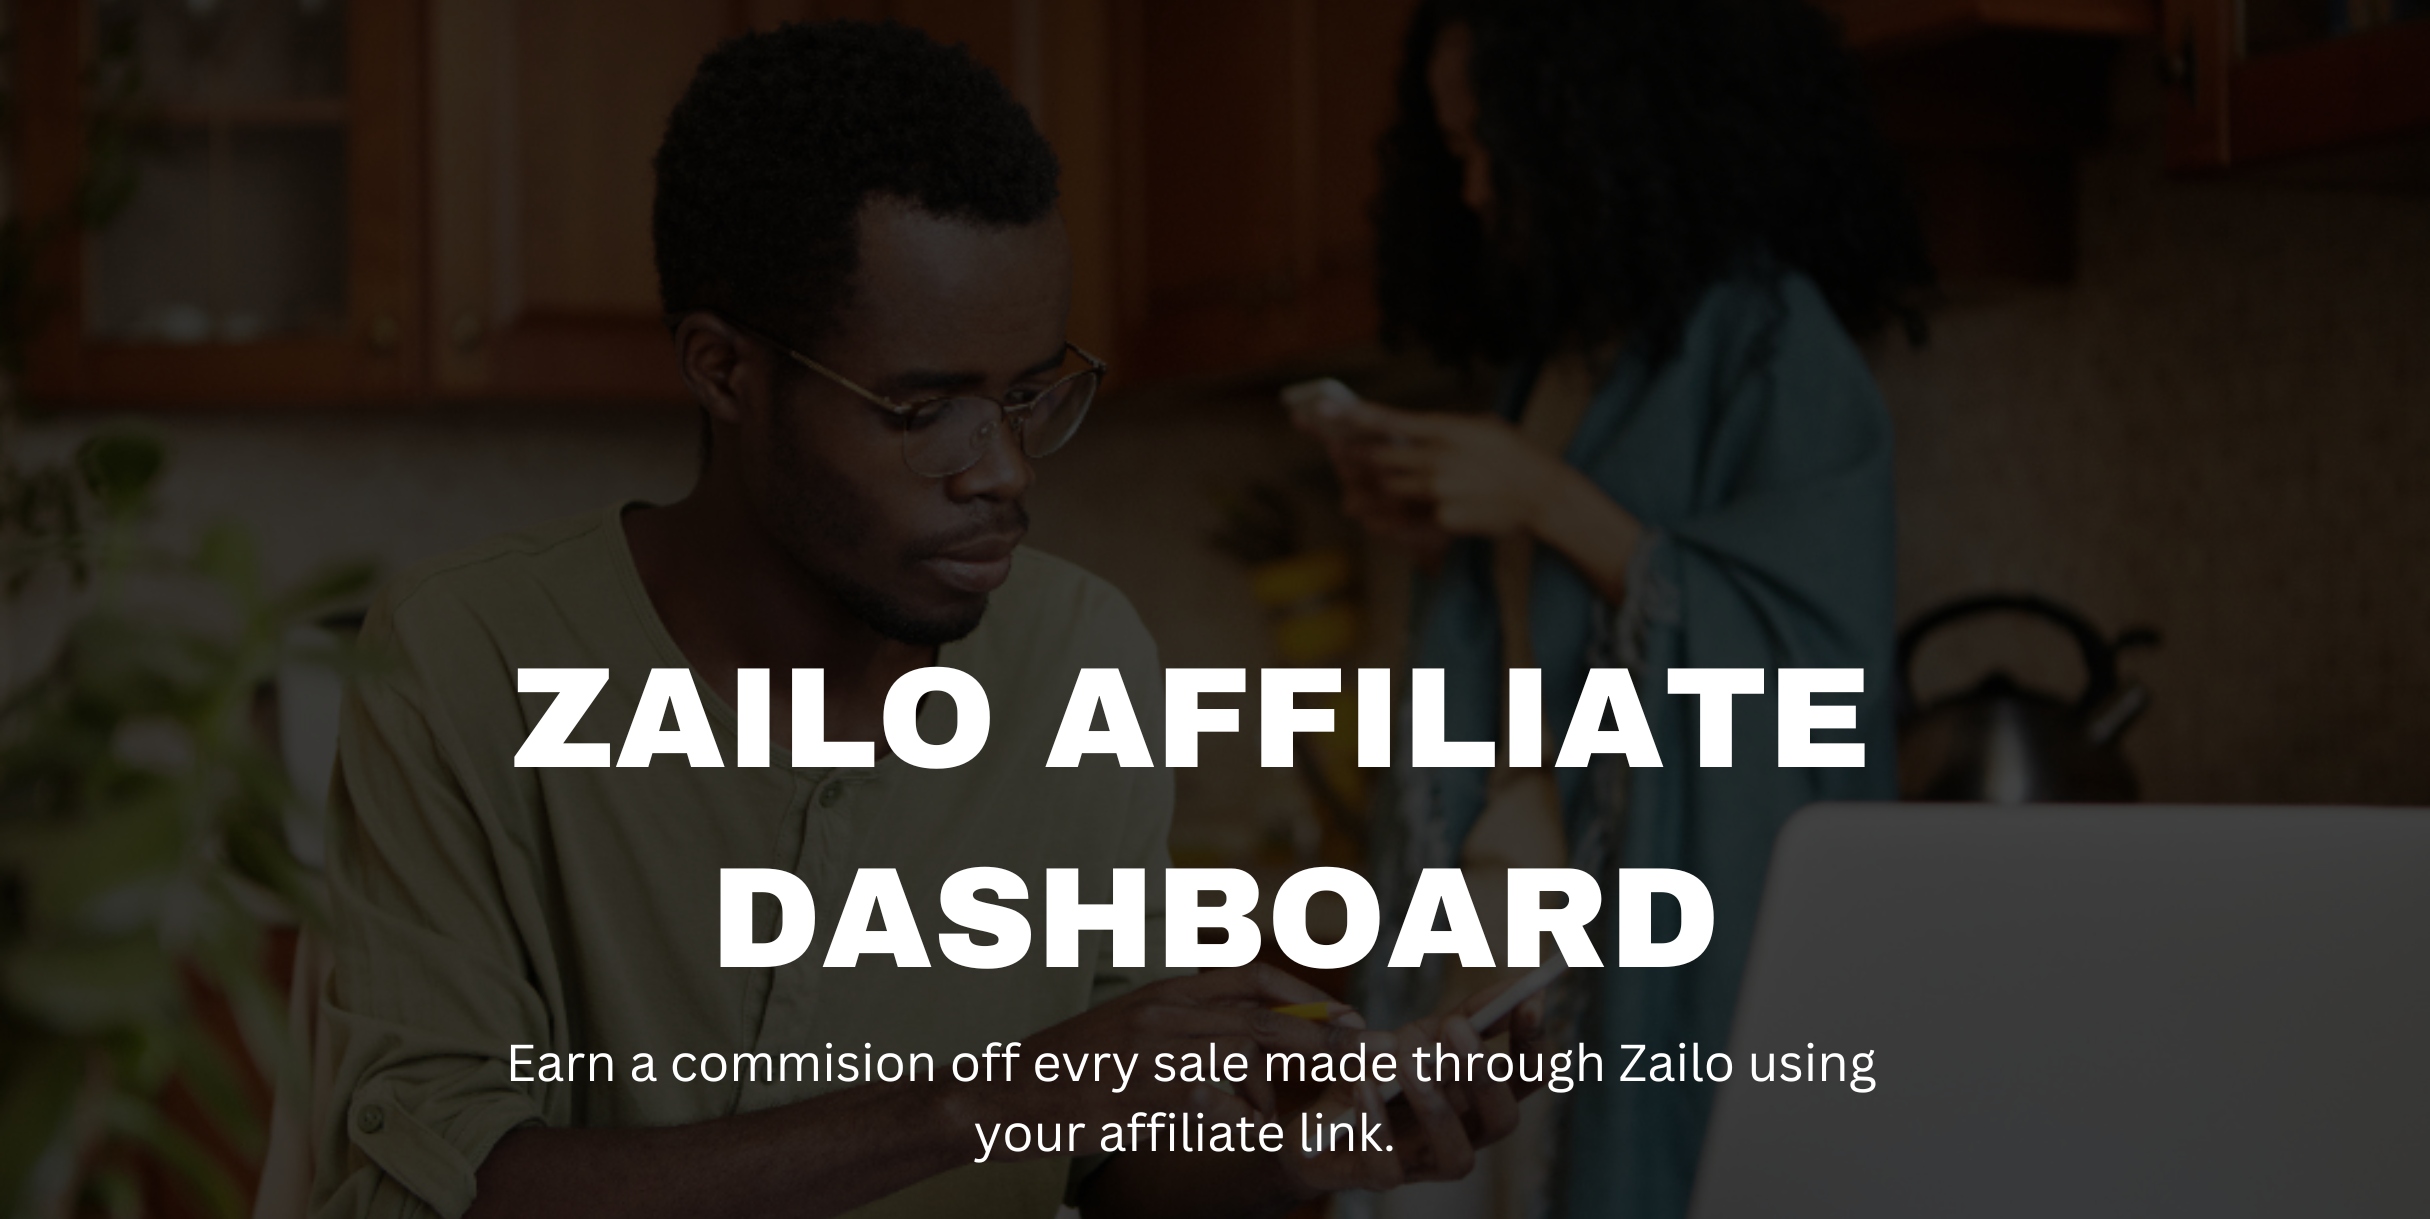 ZAILO AFFILIATE
DASHBOARD
Earn a commision off evry sale made through Zailo using
your affiliate link.